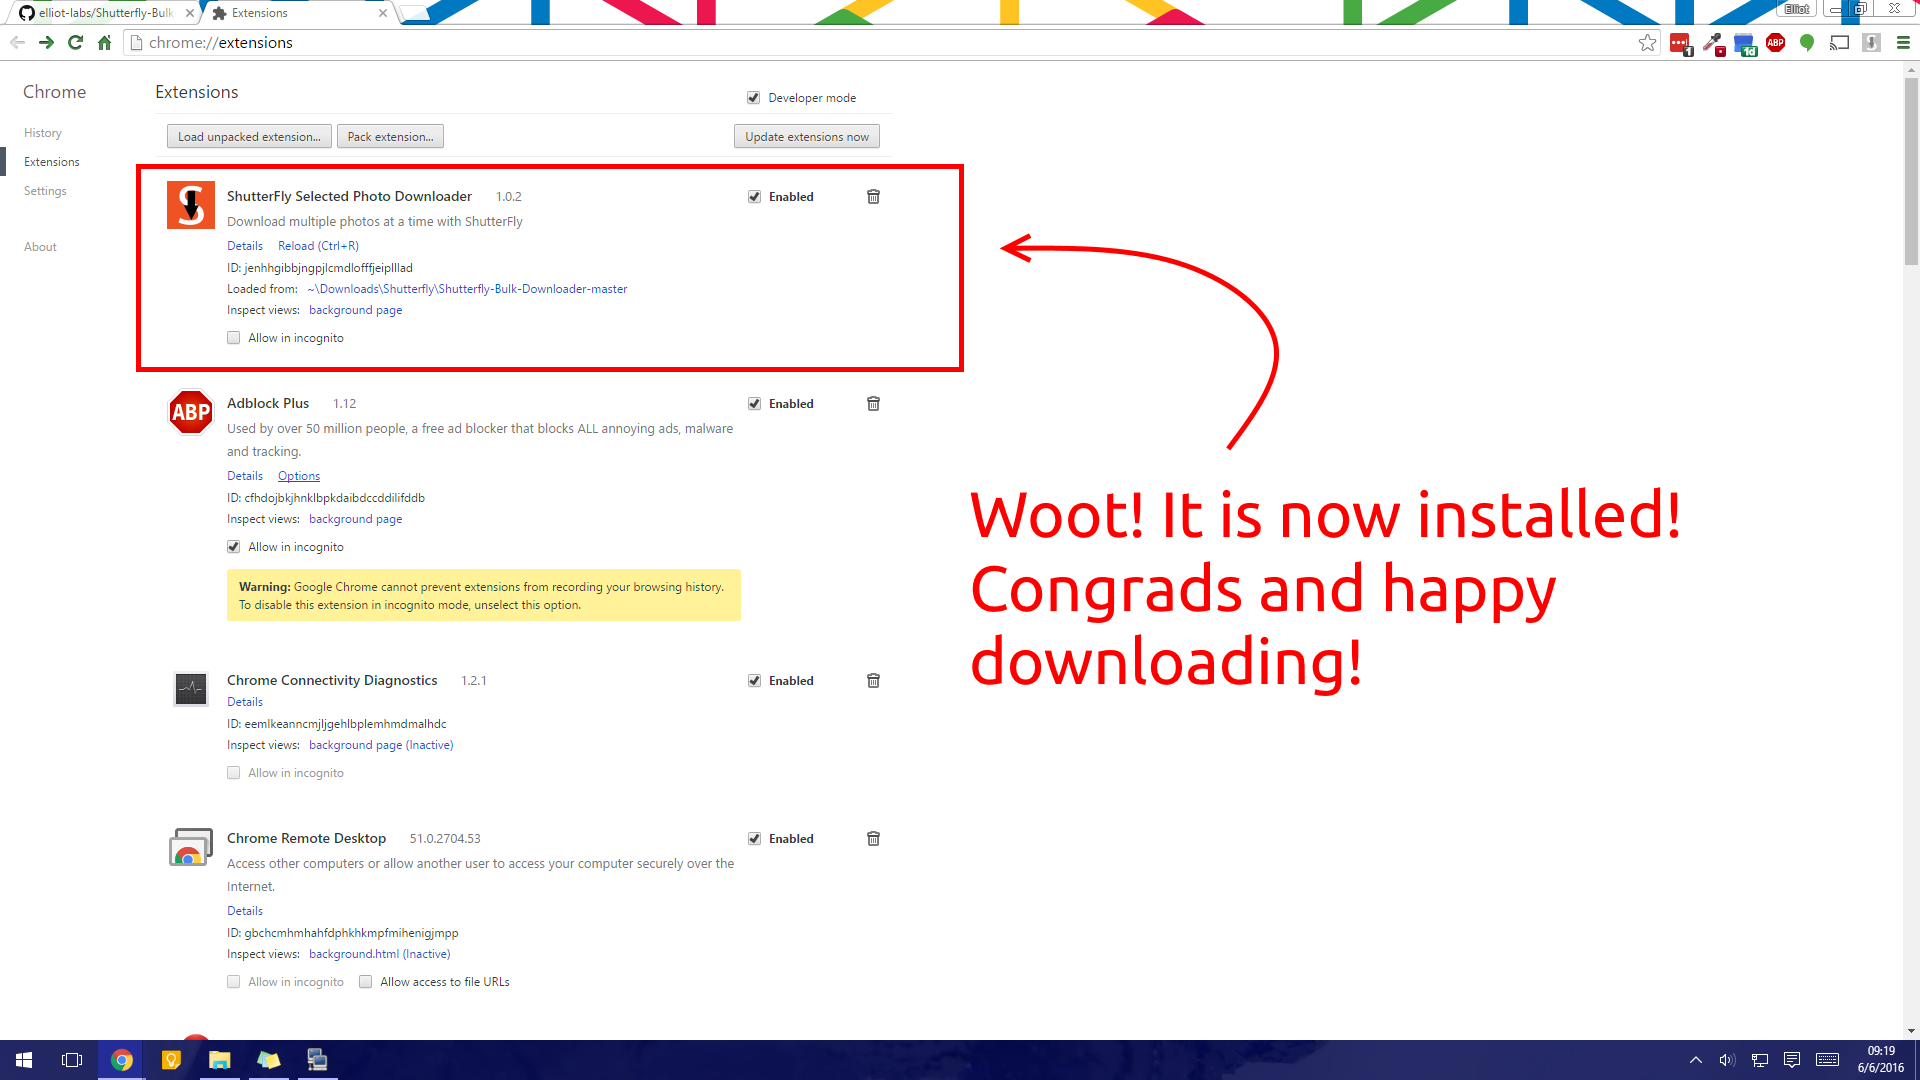 elliot-labs/Shutterfly-Bulk
Extensions
Elliot
chrome://extensions
1
1d
ABP
Chrome
Extensions
Developer mode
History
Load unpacked extension...
Pack extension...
Update extensions now
Extensions
Settings
About
ShutterFly Selected Photo Downloader 1.0.2
Enabled
Download multiple photos at a time with ShutterFly
Details Reload (Ctrl+R)
ID: jenhhgibbjngpjlcmdlofffjeiplllad
Loaded from: ~\Downloads\Shutterfly\Shutterfly-Bulk-Downloader-master
Inspect views: background page
Allow in incognito
ABP
Adblock Plus 1.12
Enabled
Used by over 50 million people, a free ad blocker that blocks ALL annoying ads, malware
and tracking.
Details Options
ID: cfhdojbkjhnklbpkdaibdccddilifddb
Inspect views: background page
Allow in incognito
Warning: Google Chrome cannot prevent extensions from recording your browsing history.
To disable this extension in incognito mode, unselect this option.
Woot! It is now installed!
Congrads and happy
downloading!
Chrome Connectivity Diagnostics 1.2.1
Enabled
Details
ID: eemlkeanncmjljgehlbplemhmdmalhdc
Inspect views: background page (Inactive)
Allow in incognito
Chrome Remote Desktop 51.0.2704.53
Enabled
Access other computers or allow another user to access your computer securely over the
Internet.
Details
ID: gbchcmhmhahfdphkhkmpfmihenigjmpp
Inspect views: background.html (Inactive)
Allow in incognito Allow access to file URLs
09:19
6/6/2016